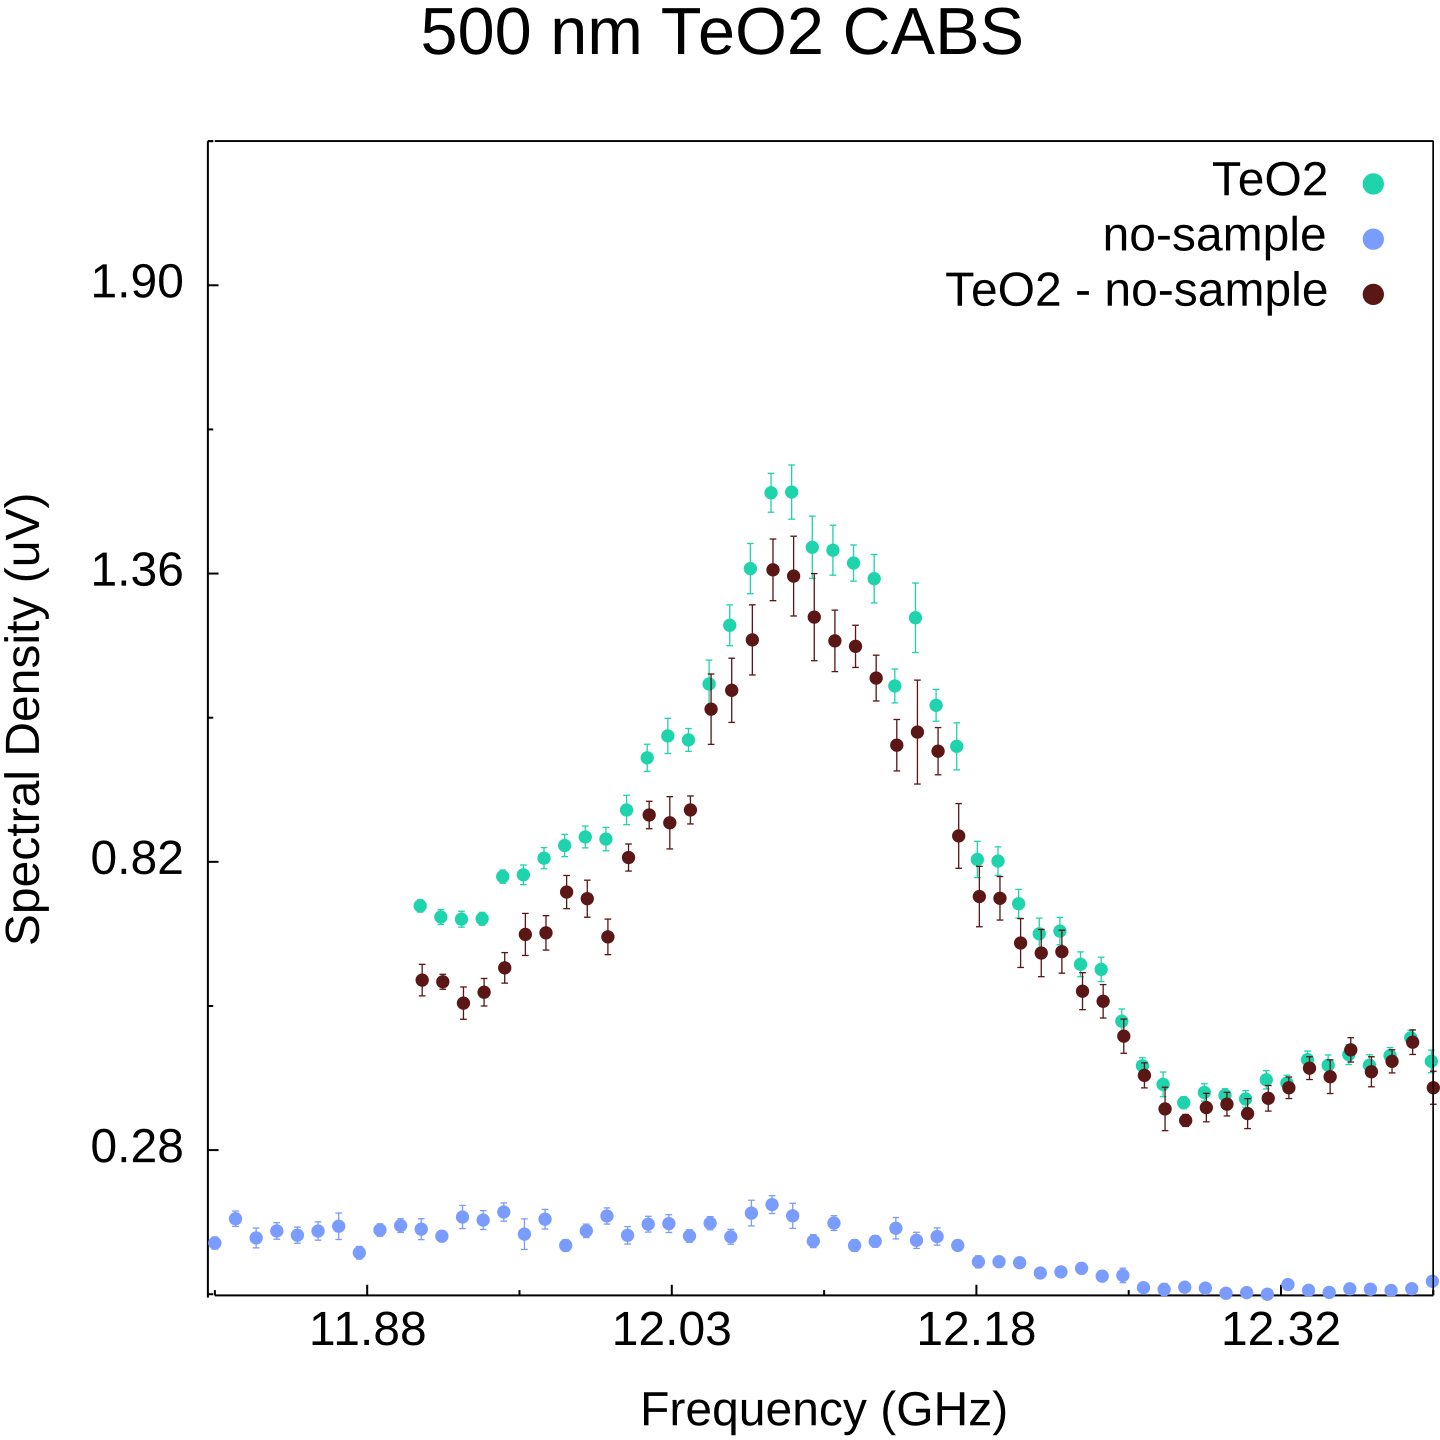 500 nm TeO2 CABS
TeO2
no-sample
TeO2 - no-sample
1.90
1.36
0.82
0.28
Spectral Density (uV)
11.88 12.03 12.18 12.32
Frequency (GHz)